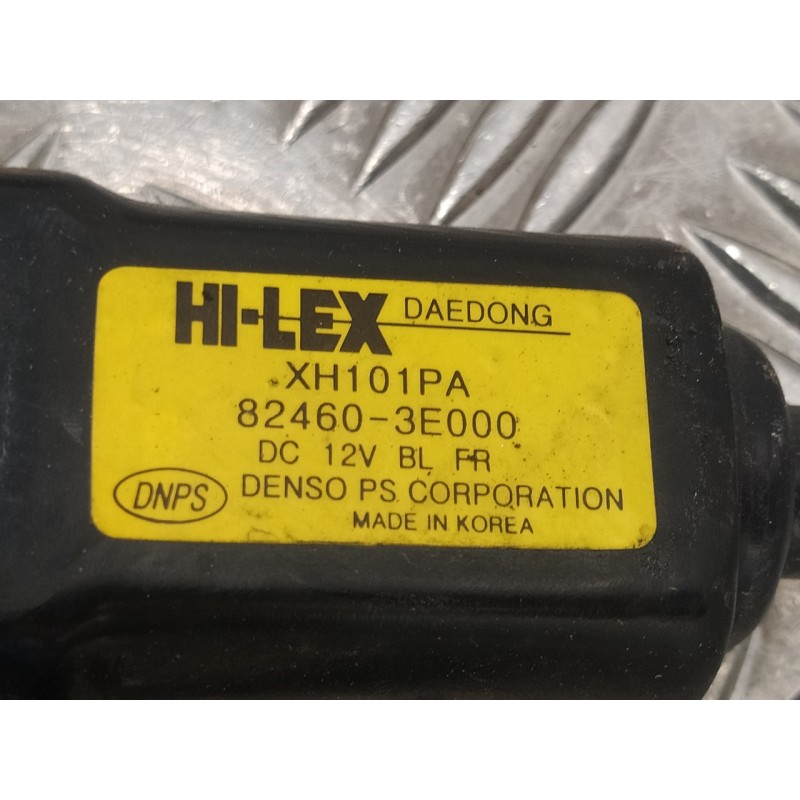 HI-LEX DAEDONG
XH101PA
82460-3E000
DC 12V BL FR
DNPS DENSO PS CORPORATION
MADE IN KOREA